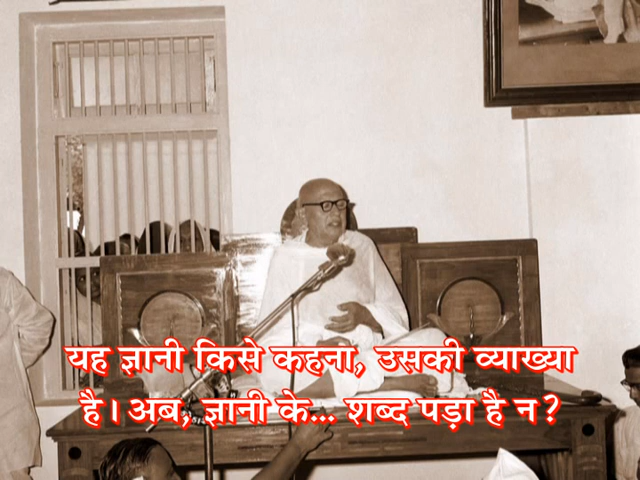 यह ज्ञानी किसे कहना, उसकी व्याख्या
है। अब, ज्ञानी के... शब्द पड़ा है न?